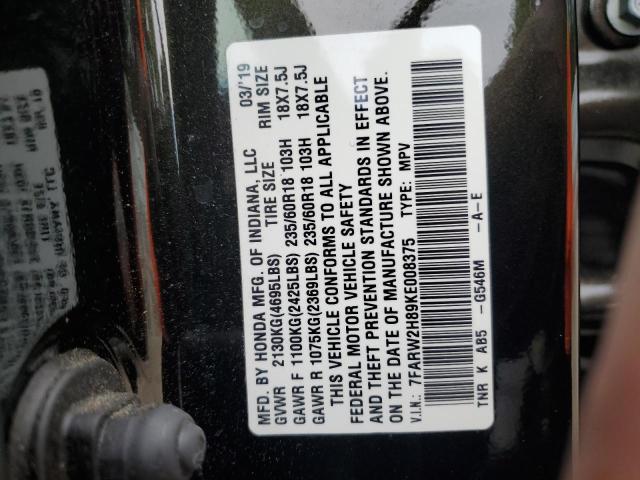 MFD. BY HONDA MFG. OF INDIANA, LLC 03/'19
GVWR 2130KG(4695LBS) TIRE SIZE RIM SIZE
GAWR F 1100KG(2425LBS) 235/60R18 103H 18X7.5J
GAWR R 1075KG(2369LBS) 235/60R18 103H 18X7.5J
THIS VEHICLE CONFORMS TO ALL APPLICABLE
FEDERAL MOTOR VEHICLE SAFETY
AND THEFT PREVENTION STANDARDS IN EFFECT
ON THE DATE OF MANUFACTURE SHOWN ABOVE.
V.I.N.: 7FARW2H89KE008375 TYPE: MPV
TNR K AB5 -G546M -A-E